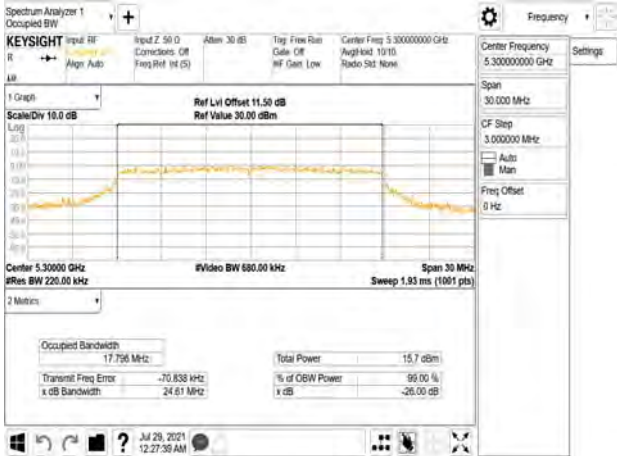 Spectrum Analyzer 1
Occupied BW
+
Frequency
KEYSIGHT Input: RF
Input Z: 50 Ω
Atten: 30 dB
Trig: Free Run
Center Freq: 5.300000000 GHz
R
Corrections: Off
Gate: Off
Avg|Hold: 10/10
Align: Auto
Freq Ref: Int (S)
#IF Gain: Low
Radio Std: None
Center Frequency
5.300000000 GHz
Settings
Span
30.000 MHz
CF Step
3.000000 MHz
Auto
Man
Freq Offset
0 Hz
1 Graph
Scale/Div 10.0 dB
Ref Lvl Offset 11.50 dB
Ref Value 30.00 dBm
Log
Center 5.30000 GHz
#Video BW 680.00 kHz
Span 30 MHz
#Res BW 220.00 kHz
Sweep 1.93 ms (1001 pts)
2 Metrics
Occupied Bandwidth
17.796 MHz
Total Power
15.7 dBm
Transmit Freq Error
-70.838 kHz
% of OBW Power
99.00 %
x dB Bandwidth
24.61 MHz
x dB
-26.00 dB
?
Jul 29, 2021
12:27:39 AM